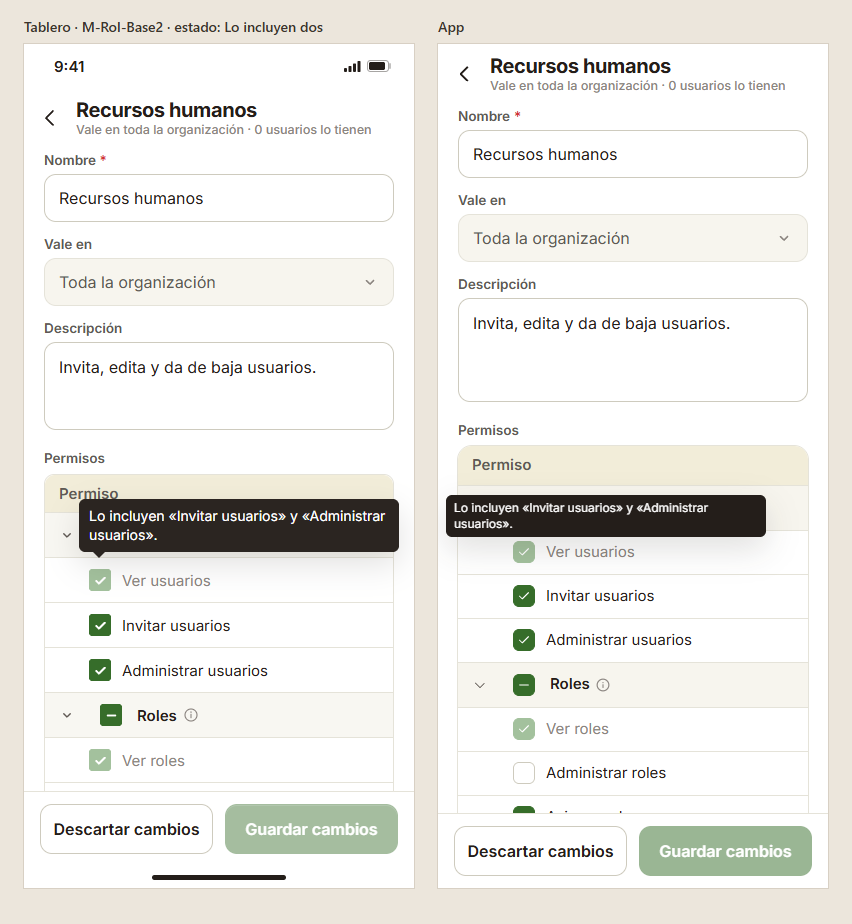 Tablero · M-Rol-Base2 · estado: Lo incluyen dos
9:41
Recursos humanos
Vale en toda la organización · 0 usuarios lo tienen
Nombre *
Recursos humanos
Vale en
Toda la organización
Descripción
Invita, edita y da de baja usuarios.
Permisos
Permiso
Lo incluyen «Invitar usuarios» y «Administrar
usuarios».
Ver usuarios
Invitar usuarios
Administrar usuarios
Roles
Ver roles
Descartar cambios
Guardar cambios
App
Recursos humanos
Vale en toda la organización · 0 usuarios lo tienen
Nombre *
Recursos humanos
Vale en
Toda la organización
Descripción
Invita, edita y da de baja usuarios.
Permisos
Permiso
Lo incluyen «Invitar usuarios» y «Administrar
usuarios».
Ver usuarios
Invitar usuarios
Administrar usuarios
Roles
Ver roles
Administrar roles
Descartar cambios
Guardar cambios